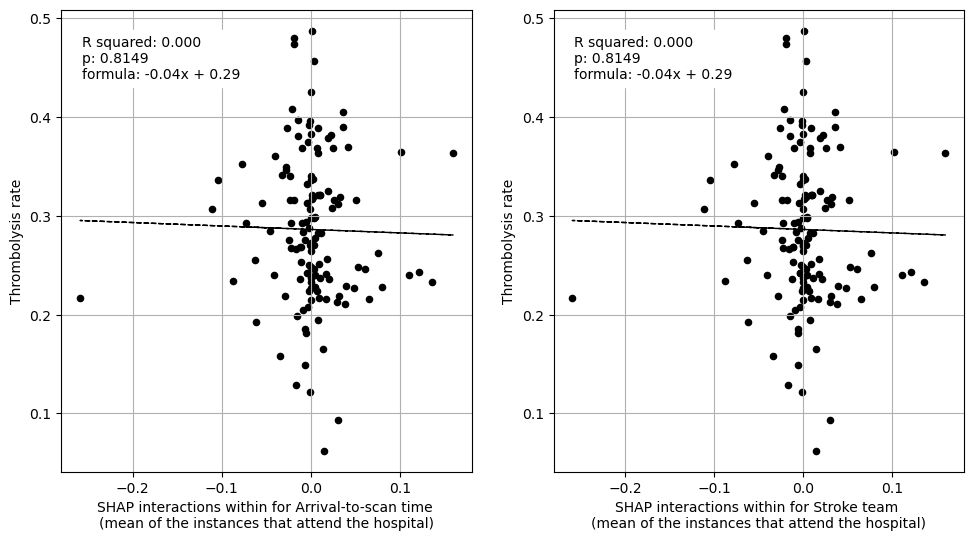 R squared: 0.000
p: 0.8149
formula: -0.04x + 0.29
Thrombolysis rate
0.5
0.4
0.3
0.2
0.1
−0.2
−0.1
0.0
0.1
SHAP interactions within for Arrival-to-scan time
(mean of the instances that attend the hospital)
R squared: 0.000
p: 0.8149
formula: -0.04x + 0.29
Thrombolysis rate
0.5
0.4
0.3
0.2
0.1
−0.2
−0.1
0.0
0.1
SHAP interactions within for Stroke team
(mean of the instances that attend the hospital)